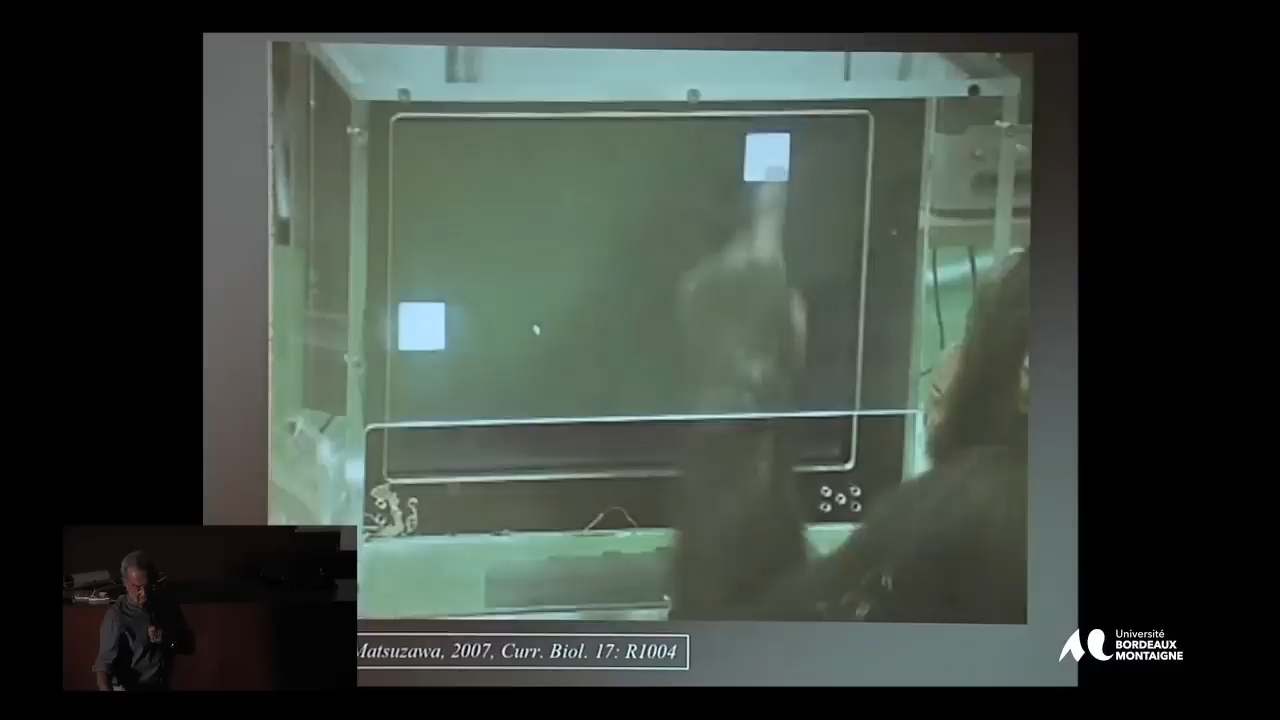 Matsuzawa, 2007, Curr. Biol. 17: R1004
Université
BORDEAUX
MONTAIGNE